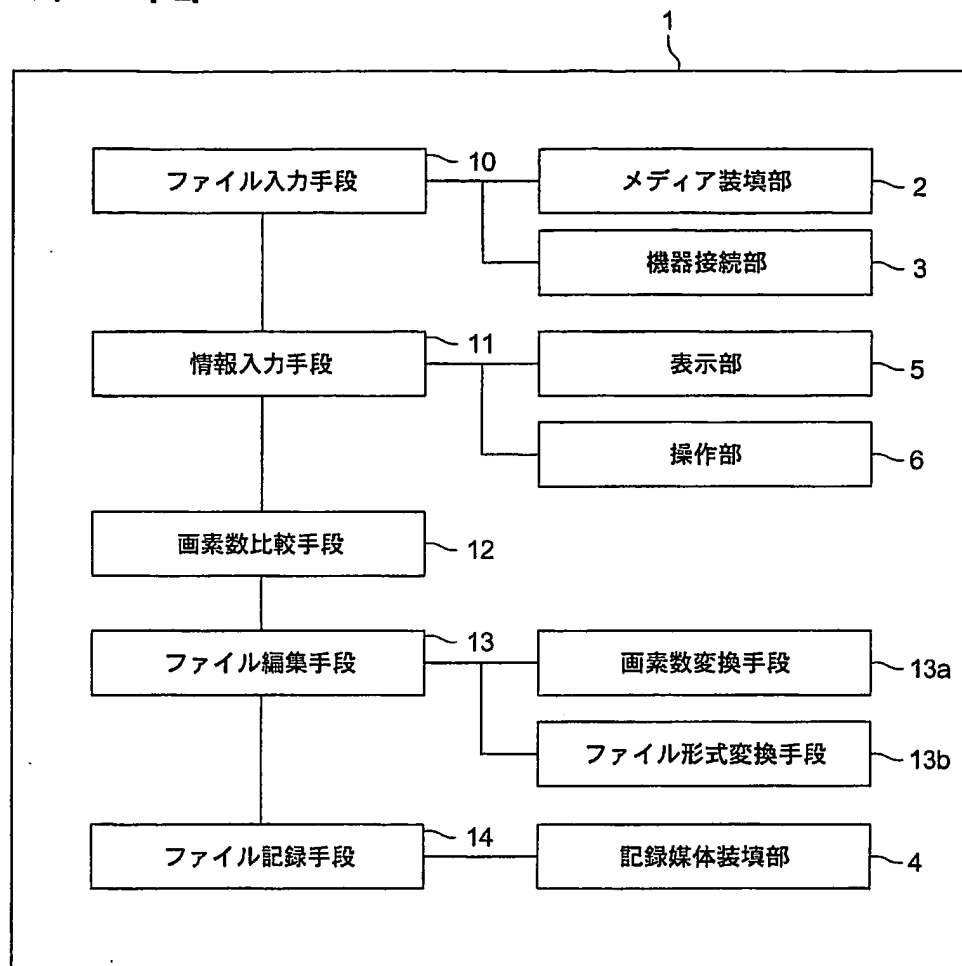 1
ファイル入力手段
10
メディア装填部
2
機器接続部
3
情報入力手段
11
表示部
5
操作部
6
画素数比較手段
12
ファイル編集手段
13
画素数変換手段
13a
ファイル形式変換手段
13b
ファイル記録手段
14
記録媒体装填部
4